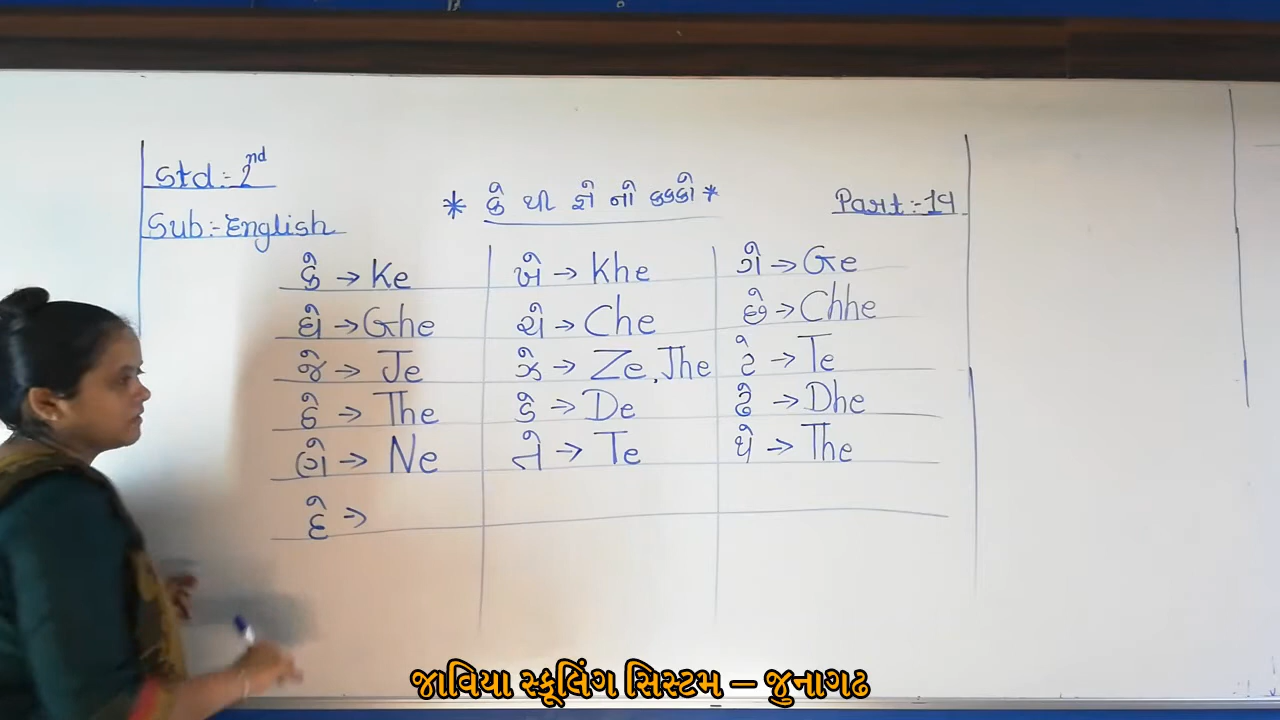 Std:- 2nd
Sub:- English
* કે થી જ્ઞે નો કક્કો *
Part:- 14
કે → Ke ખે → Khe ગે → Ge
ઘે → Ghe ચે → Che છે → Chhe
જે → Je ઝે → Ze, Jhe ટે → Te
ઠે → The ડે → De ઢે → Dhe
ણે → Ne તે → Te થે → The
દે →
જાવિયા સ્કૂલિંગ સિસ્ટમ – જુનાગઢ